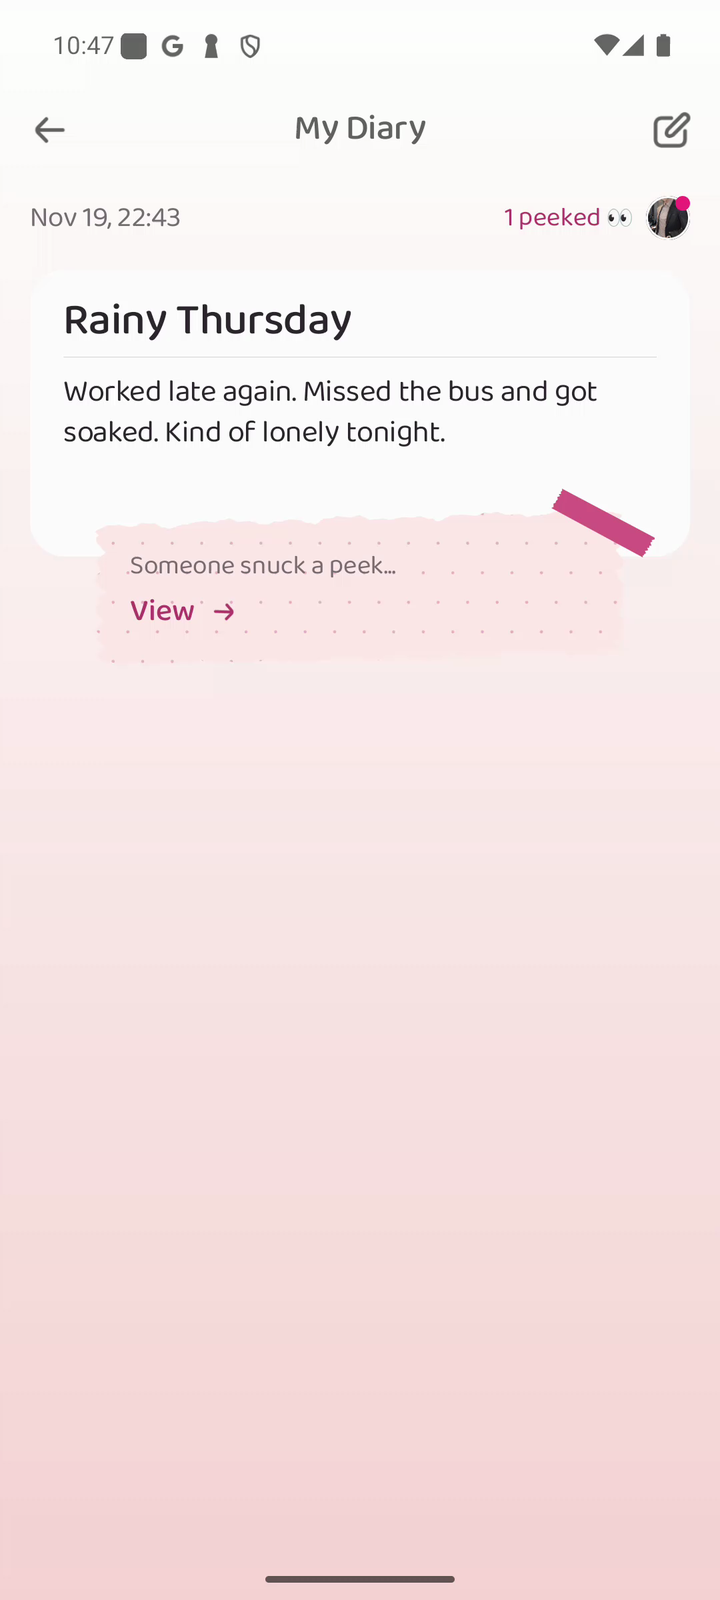 10:47
My Diary
Nov 19, 22:43
1 peeked 👀
Rainy Thursday
Worked late again. Missed the bus and got
soaked. Kind of lonely tonight.
Someone snuck a peek...
View →